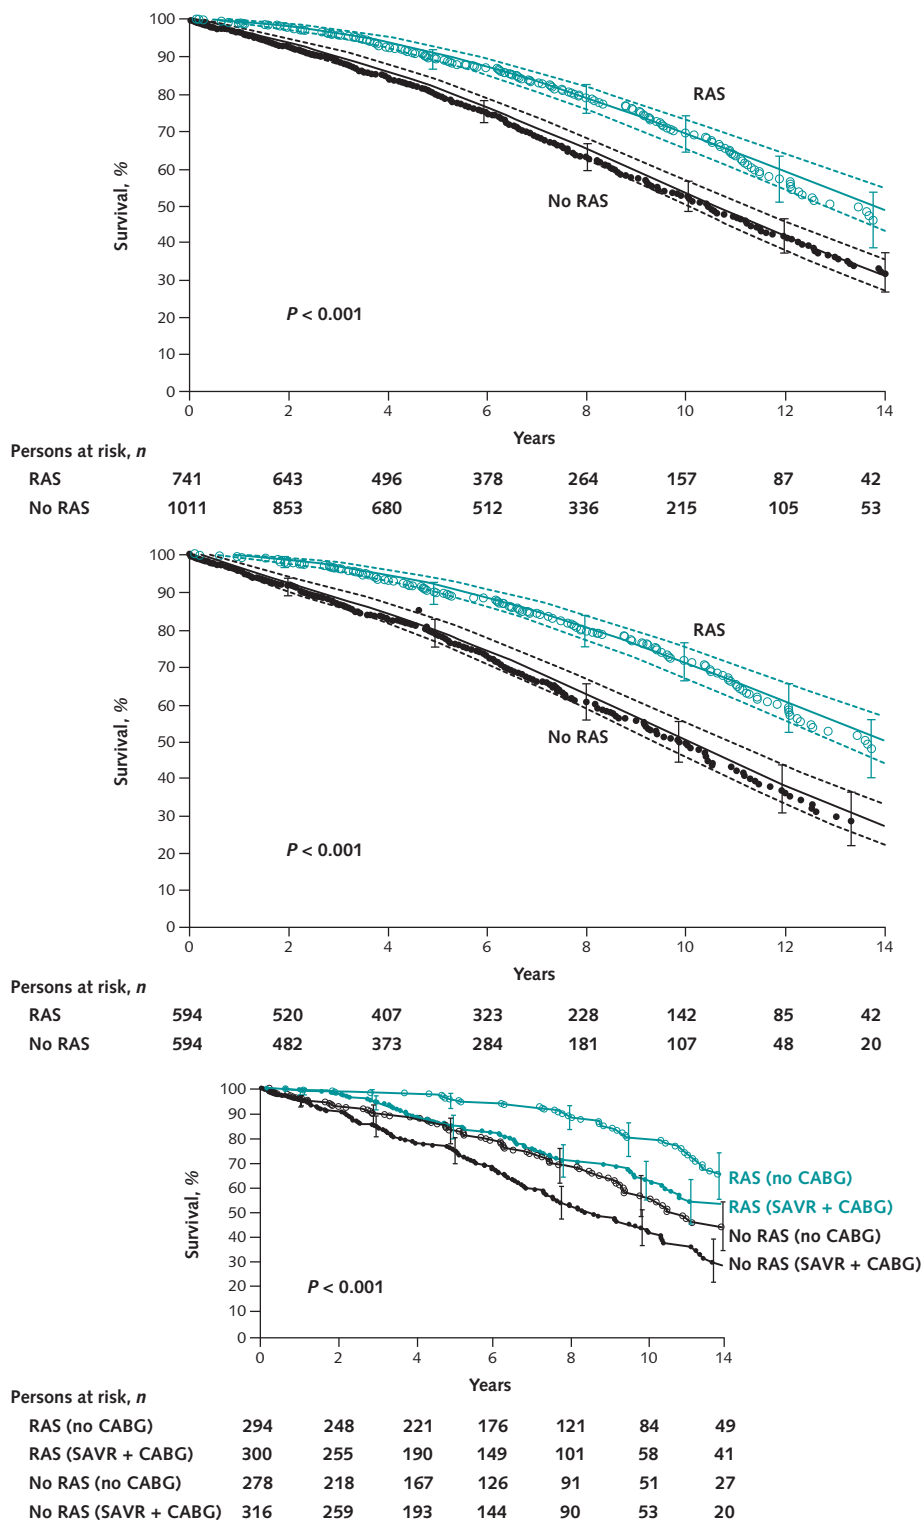 100
90
80
70
60
50
40
30
20
10
0
Survival, %
RAS
No RAS
P < 0.001
0 2 4 6 8 10 12 14
Years
Persons at risk, n
RAS 741 643 496 378 264 157 87 42
No RAS 1011 853 680 512 336 215 105 53
100
90
80
70
60
50
40
30
20
10
0
Survival, %
RAS
No RAS
P < 0.001
0 2 4 6 8 10 12 14
Years
Persons at risk, n
RAS 594 520 407 323 228 142 85 42
No RAS 594 482 373 284 181 107 48 20
100
90
80
70
60
50
40
30
20
10
0
Survival, %
RAS (no CABG)
RAS (SAVR + CABG)
No RAS (no CABG)
No RAS (SAVR + CABG)
P < 0.001
0 2 4 6 8 10 14
Years
Persons at risk, n
RAS (no CABG) 294 248 221 176 121 84 49
RAS (SAVR + CABG) 300 255 190 149 101 58 41
No RAS (no CABG) 278 218 167 126 91 51 27
No RAS (SAVR + CABG) 316 259 193 144 90 53 20